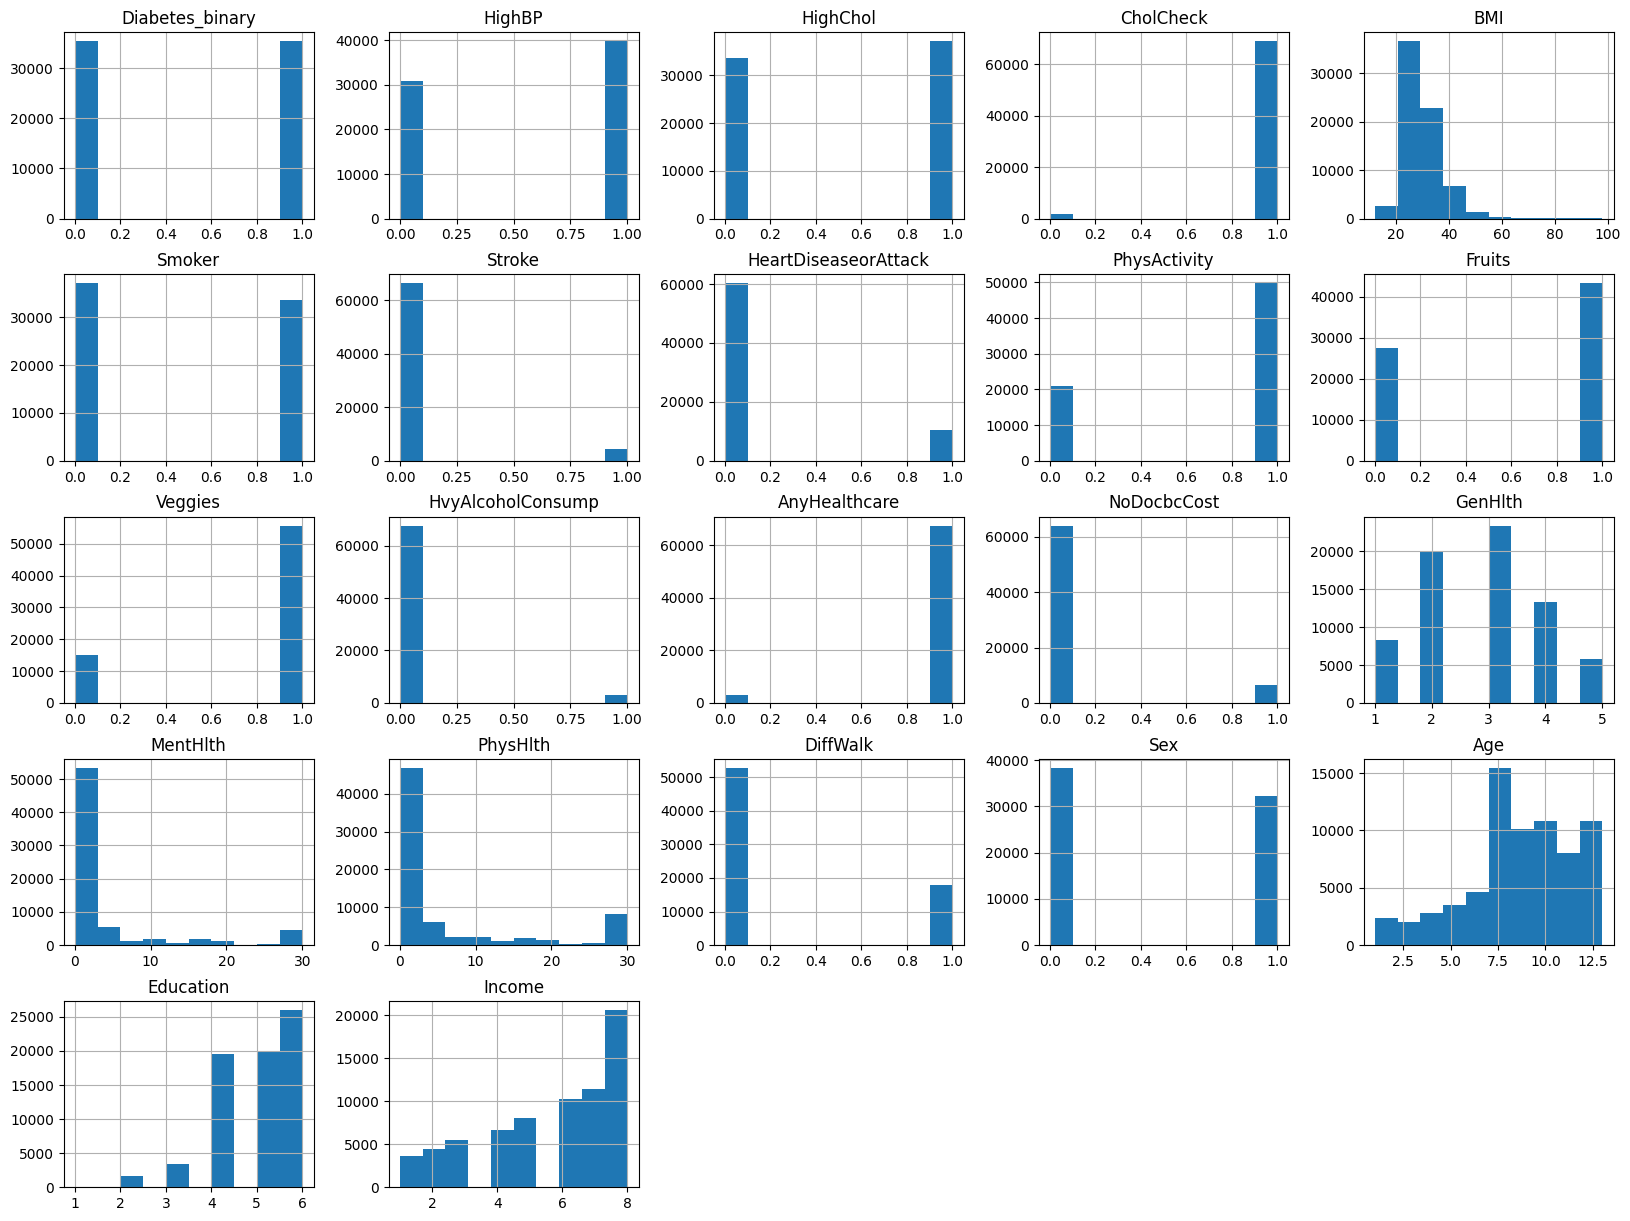 Diabetes_binary HighBP HighChol CholCheck BMI
30000 20000 10000 0
0.0 0.2 0.4 0.6 0.8 1.0
40000 30000 20000 10000 0
0.00 0.25 0.50 0.75 1.00
30000 20000 10000 0
0.0 0.2 0.4 0.6 0.8 1.0
60000 40000 20000 0
0.0 0.2 0.4 0.6 0.8 1.0
30000 20000 10000 0
20 40 60 80 100
Smoker Stroke HeartDiseaseorAttack PhysActivity Fruits
30000 20000 10000 0
0.0 0.2 0.4 0.6 0.8 1.0
60000 40000 20000 0
0.00 0.25 0.50 0.75 1.00
60000 40000 20000 0
0.0 0.2 0.4 0.6 0.8 1.0
50000 40000 30000 20000 10000 0
0.0 0.2 0.4 0.6 0.8 1.0
40000 30000 20000 10000 0
0.0 0.2 0.4 0.6 0.8 1.0
Veggies HvyAlcoholConsump AnyHealthcare NoDocbcCost GenHlth
50000 40000 30000 20000 10000 0
0.0 0.2 0.4 0.6 0.8 1.0
60000 40000 20000 0
0.00 0.25 0.50 0.75 1.00
60000 40000 20000 0
0.0 0.2 0.4 0.6 0.8 1.0
60000 40000 20000 0
0.0 0.2 0.4 0.6 0.8 1.0
20000 15000 10000 5000 0
1 2 3 4 5
MentHlth PhysHlth DiffWalk Sex Age
50000 40000 30000 20000 10000 0
0 10 20 30
40000 30000 20000 10000 0
0 10 20 30
50000 40000 30000 20000 10000 0
0.0 0.2 0.4 0.6 0.8 1.0
40000 30000 20000 10000 0
0.0 0.2 0.4 0.6 0.8 1.0
15000 10000 5000 0
2.5 5.0 7.5 10.0 12.5
Education Income
25000 20000 15000 10000 5000 0
1 2 3 4 5 6
20000 15000 10000 5000 0
2 4 6 8